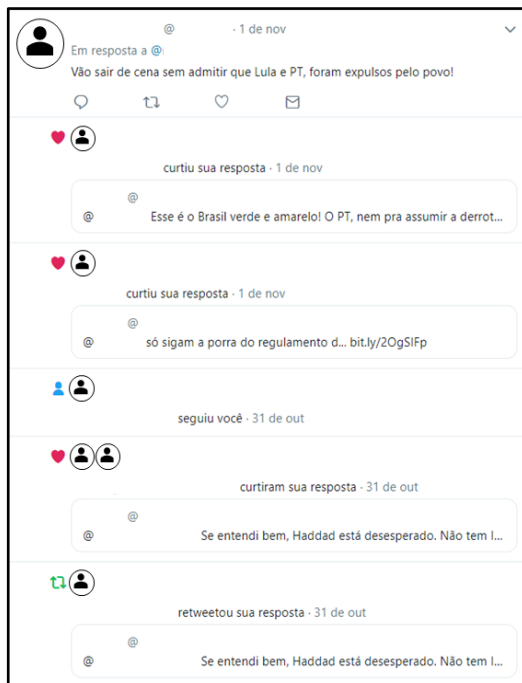 @ · 1 de nov
Em resposta a @
Vão sair de cena sem admitir que Lula e PT, foram expulsos pelo povo!
curtiu sua resposta · 1 de nov
@
@ Esse é o Brasil verde e amarelo! O PT, nem pra assumir a derrot...
curtiu sua resposta · 1 de nov
@
@ só sigam a porra do regulamento d... bit.ly/2OgSlFp
seguiu você · 31 de out
curtiram sua resposta · 31 de out
@
@ Se entendi bem, Haddad está desesperado. Não tem l...
retweetou sua resposta · 31 de out
@
@ Se entendi bem, Haddad está desesperado. Não tem l...